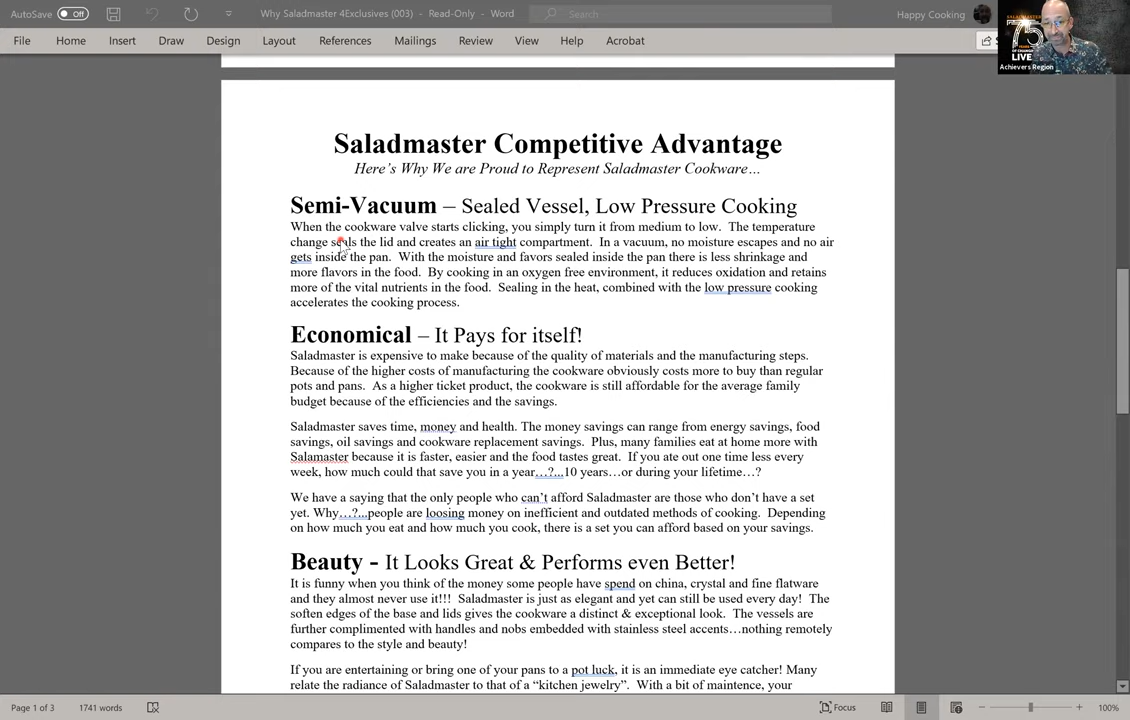 AutoSave Off Why Saladmaster 4Exclusives (003) - Read-Only - Word Search Happy Cooking
File Home Insert Draw Design Layout References Mailings Review View Help Acrobat
SALADMASTER
75
YEARS
OF CHANGING
LIVE
Achievers Region
Saladmaster Competitive Advantage
Here's Why We are Proud to Represent Saladmaster Cookware…
Semi-Vacuum – Sealed Vessel, Low Pressure Cooking
When the cookware valve starts clicking, you simply turn it from medium to low. The temperature
change seals the lid and creates an air tight compartment. In a vacuum, no moisture escapes and no air
gets inside the pan. With the moisture and favors sealed inside the pan there is less shrinkage and
more flavors in the food. By cooking in an oxygen free environment, it reduces oxidation and retains
more of the vital nutrients in the food. Sealing in the heat, combined with the low pressure cooking
accelerates the cooking process.
Economical – It Pays for itself!
Saladmaster is expensive to make because of the quality of materials and the manufacturing steps.
Because of the higher costs of manufacturing the cookware obviously costs more to buy than regular
pots and pans. As a higher ticket product, the cookware is still affordable for the average family
budget because of the efficiencies and the savings.
Saladmaster saves time, money and health. The money savings can range from energy savings, food
savings, oil savings and cookware replacement savings. Plus, many families eat at home more with
Salamaster because it is faster, easier and the food tastes great. If you ate out one time less every
week, how much could that save you in a year…?...10 years…or during your lifetime…?
We have a saying that the only people who can't afford Saladmaster are those who don't have a set
yet. Why…?...people are loosing money on inefficient and outdated methods of cooking. Depending
on how much you eat and how much you cook, there is a set you can afford based on your savings.
Beauty - It Looks Great & Performs even Better!
It is funny when you think of the money some people have spend on china, crystal and fine flatware
and they almost never use it!!! Saladmaster is just as elegant and yet can still be used every day! The
soften edges of the base and lids gives the cookware a distinct & exceptional look. The vessels are
further complimented with handles and nobs embedded with stainless steel accents…nothing remotely
compares to the style and beauty!
If you are entertaining or bring one of your pans to a pot luck, it is an immediate eye catcher! Many
relate the radiance of Saladmaster to that of a “kitchen jewelry”. With a bit of maintence, your
Page 1 of 3 1741 words Focus 100%